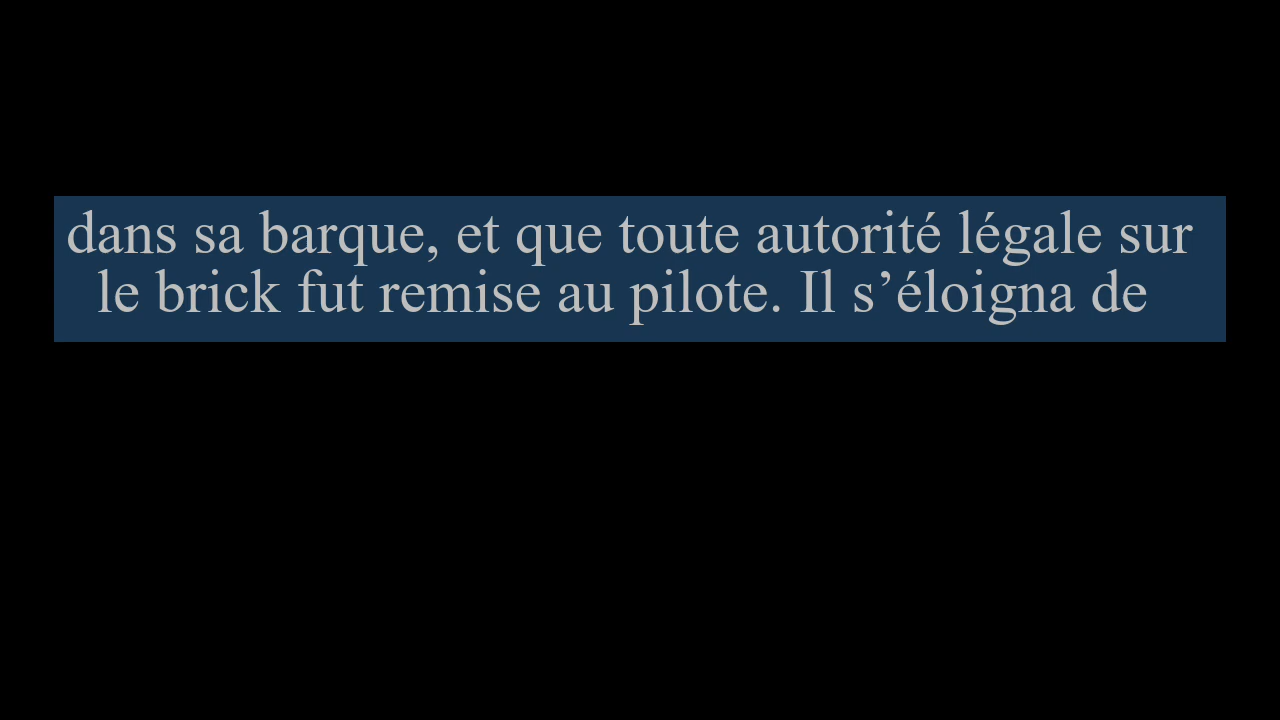 dans sa barque, et que toute autorité légale sur
le brick fut remise au pilote. Il s’éloigna de